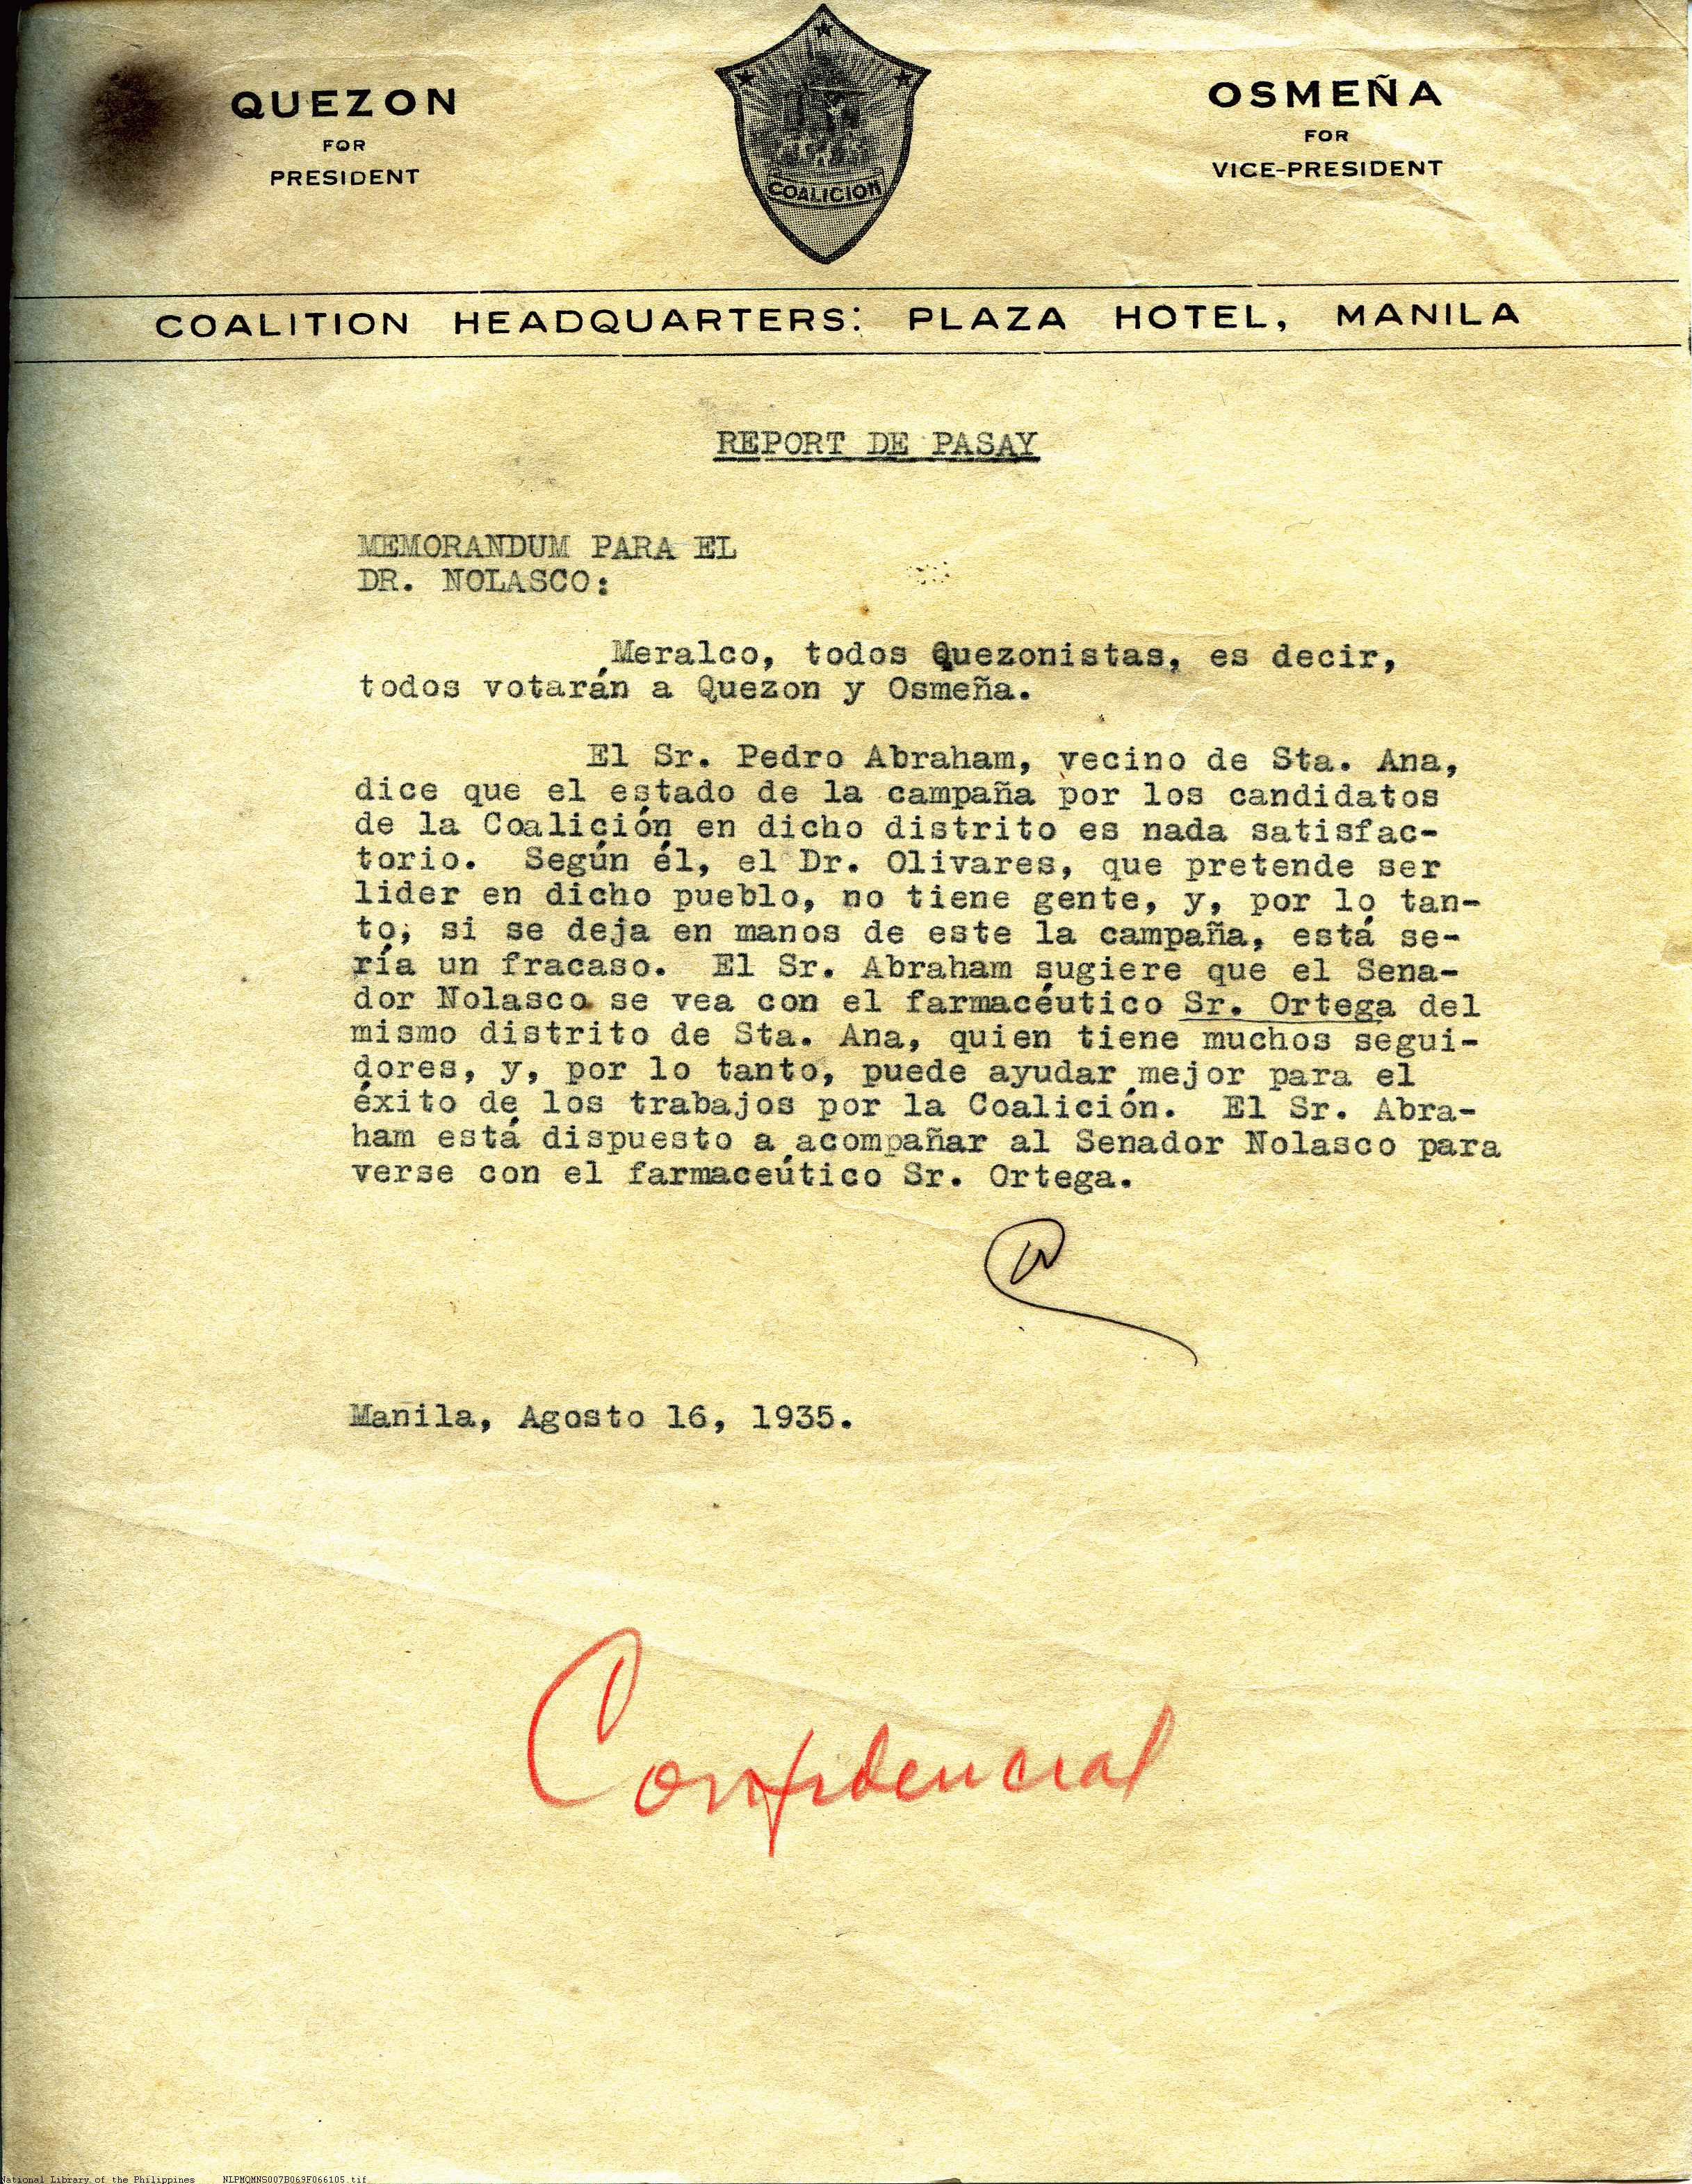 QUEZON
FOR
PRESIDENT
COALICION
OSMEÑA
FOR
VICE-PRESIDENT
COALITION HEADQUARTERS: PLAZA HOTEL, MANILA
REPORT DE PASAY
MEMORANDUM PARA EL
DR. NOLASCO:
Meralco, todos Quezonistas, es decir,
todos votarán a Quezon y Osmeña.
El Sr. Pedro Abraham, vecino de Sta. Ana,
dice que el estado de la campaña por los candidatos
de la Coalición en dicho distrito es nada satisfac-
torio. Según él, el Dr. Olivares, que pretende ser
lider en dicho pueblo, no tiene gente, y, por lo tan-
to, si se deja en manos de este la campaña, está se-
ría un fracaso. El Sr. Abraham sugiere que el Sena-
dor Nolasco se vea con el farmacéutico Sr. Ortega del
mismo distrito de Sta. Ana, quien tiene muchos segui-
dores, y, por lo tanto, puede ayudar mejor para el
éxito de los trabajos por la Coalición. El Sr. Abra-
ham está dispuesto a acompañar al Senador Nolasco para
verse con el farmaceútico Sr. Ortega.
Manila, Agosto 16, 1935.
Confidencial
National Library of the Philippines NLPMQMNS007B069F066105.tif